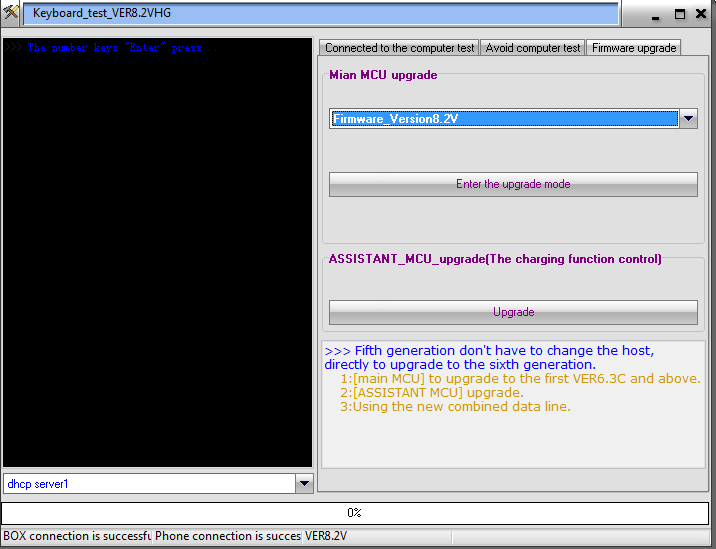 Keyboard_test_VER8.2VHG
>>> The number keys "Enter" press...
Connected to the computer test
Avoid computer test
Firmware upgrade
Mian MCU upgrade
Firmware_Version8.2V
Enter the upgrade mode
ASSISTANT_MCU_upgrade(The charging function control)
Upgrade
>>> Fifth generation don't have to change the host,
directly to upgrade to the sixth generation.
1:[main MCU] to upgrade to the first VER6.3C and above.
2:[ASSISTANT MCU] upgrade.
3:Using the new combined data line.
dhcp server1
0%
BOX connection is successfu
Phone connection is succes
VER8.2V